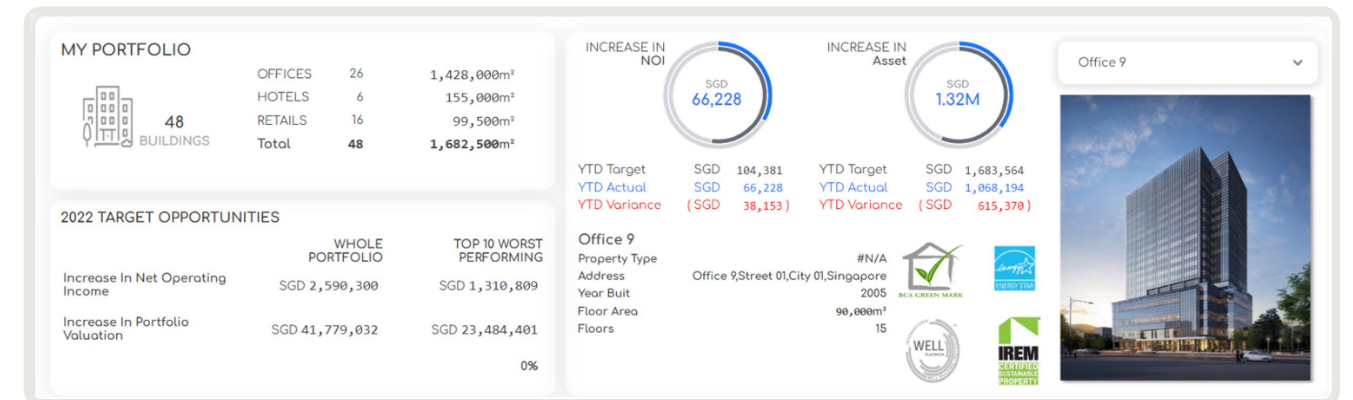 MY PORTFOLIO
48
BUILDINGS
OFFICES 26 1,428,000m²
HOTELS 6 155,000m²
RETAILS 16 99,500m²
Total 48 1,682,500m²
2022 TARGET OPPORTUNITIES
WHOLE PORTFOLIO
TOP 10 WORST PERFORMING
Increase In Net Operating Income SGD 2,590,300 SGD 1,310,809
Increase In Portfolio Valuation SGD 41,779,032 SGD 23,484,401
0%
INCREASE IN NOI
SGD
66,228
YTD Target SGD 104,381
YTD Actual SGD 66,228
YTD Variance (SGD 38,153)
INCREASE IN Asset
SGD
1.32M
YTD Target SGD 1,683,564
YTD Actual SGD 1,068,194
YTD Variance (SGD 615,370)
Office 9
Property Type #N/A
Address Office 9,Street 01,City 01,Singapore
Year Buit 2005
Floor Area 90,000m²
Floors 15
BCA GREEN MARK
energy
ENERGY STAR
WELL
PLATINUM
IREM
CERTIFIED
SUSTAINABLE
PROPERTY
Office 9